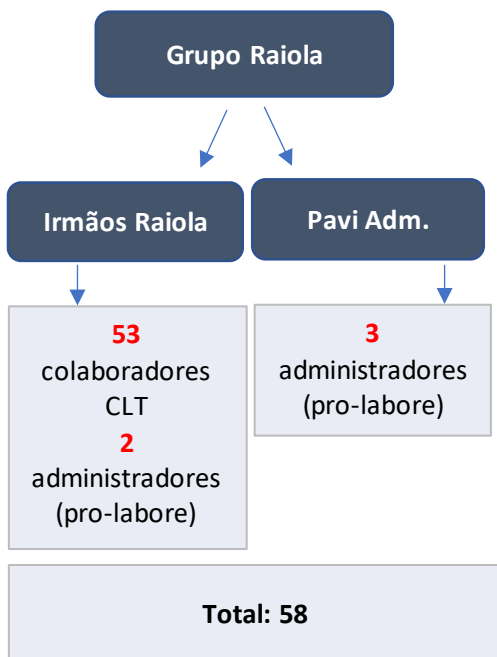 Grupo Raiola
Irmãos Raiola
Pavi Adm.
53
colaboradores
CLT
2
administradores
(pro-labore)
3
administradores
(pro-labore)
Total: 58